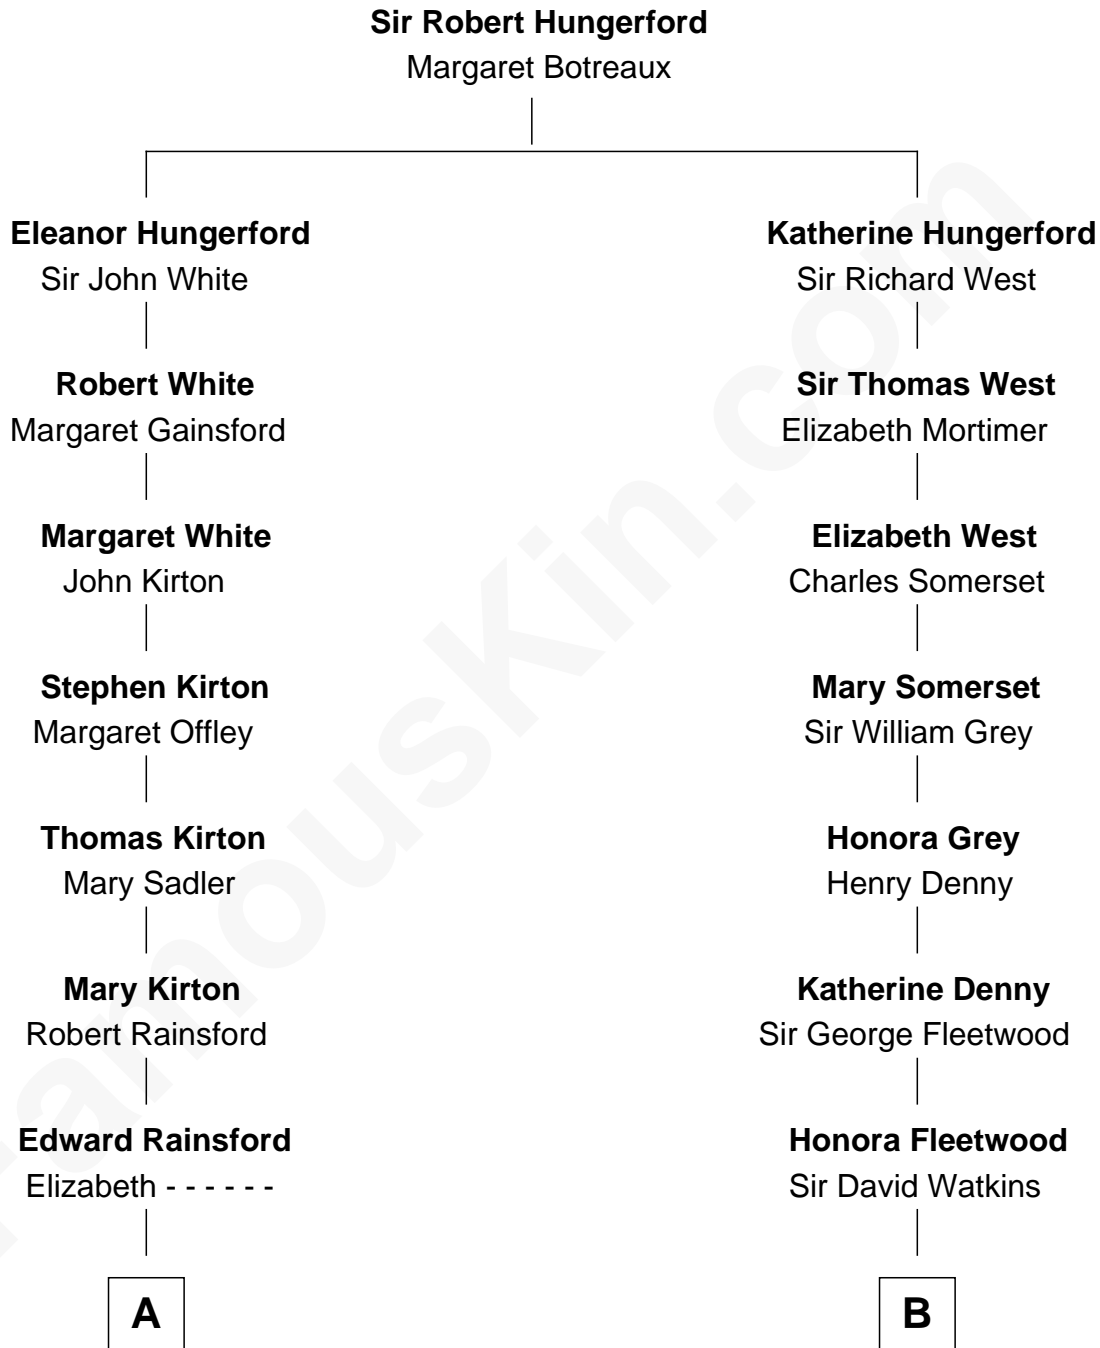 Sir Robert Hungerford
Margaret Botreaux
Eleanor Hungerford
Sir John White
Robert White
Margaret Gainsford
Margaret White
John Kirton
Stephen Kirton
Margaret Offley
Thomas Kirton
Mary Sadler
Mary Kirton
Robert Rainsford
Edward Rainsford
Elizabeth - - - - - -
A
Katherine Hungerford
Sir Richard West
Sir Thomas West
Elizabeth Mortimer
Elizabeth West
Charles Somerset
Mary Somerset
Sir William Grey
Honora Grey
Henry Denny
Katherine Denny
Sir George Fleetwood
Honora Fleetwood
Sir David Watkins
B
FamousKin.com